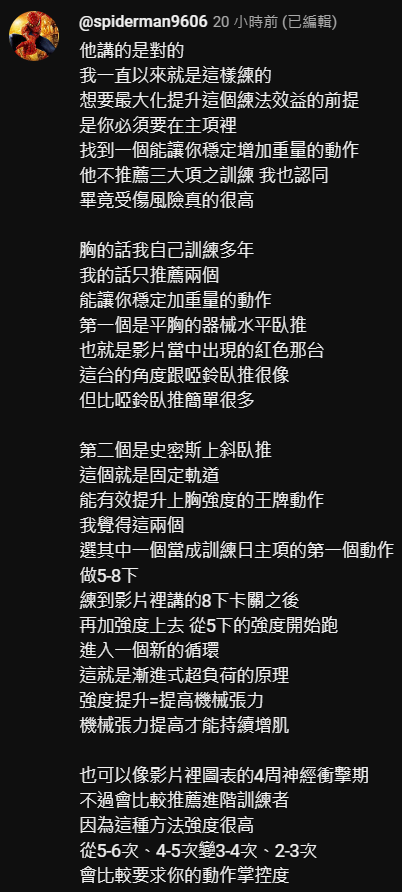 @spiderman9606 20 小時前 (已編輯)
他講的是對的
我一直以來就是這樣練的
想要最大化提升這個練法效益的前提
是你必須要在主項裡
找到一個能讓你穩定增加重量的動作
他不推薦三大項之訓練 我也認同
畢竟受傷風險真的很高

胸的話我自己訓練多年
我的話只推薦兩個
能讓你穩定加重量的動作
第一個是平胸的器械水平臥推
也就是影片當中出現的紅色那台
這台的角度跟啞鈴臥推很像
但比啞鈴臥推簡單很多

第二個是史密斯上斜臥推
這個就是固定軌道
能有效提升上胸強度的王牌動作
我覺得這兩個
選其中一個當成訓練日主項的第一個動作
做5-8下
練到影片裡講的8下卡關之後
再加強度上去 從5下的強度開始跑
進入一個新的循環
這就是漸進式超負荷的原理
強度提升=提高機械張力
機械張力提高才能持續增肌

也可以像影片裡圖表的4周神經衝擊期
不過會比較推薦進階訓練者
因為這種方法強度很高
從5-6次、4-5次變3-4次、2-3次
會比較要求你的動作掌控度